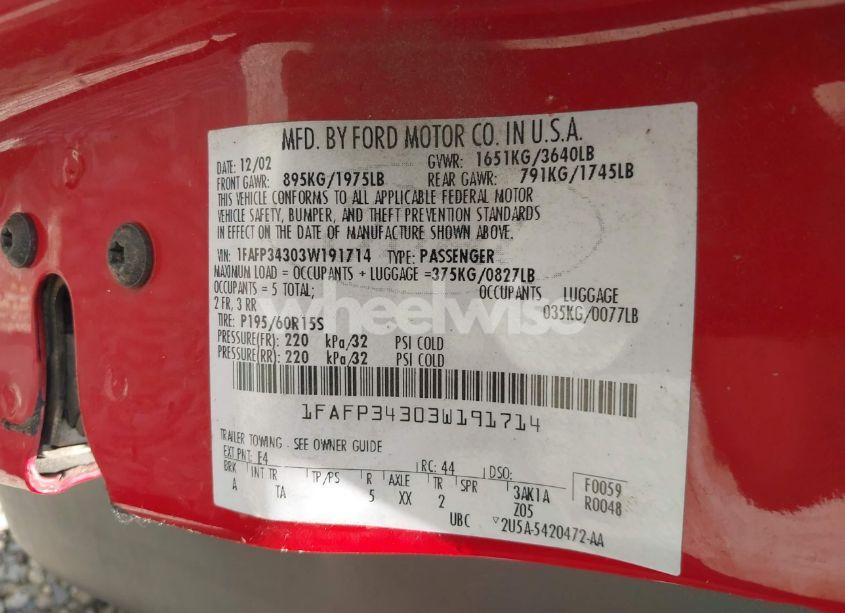 MFD. BY FORD MOTOR CO. IN U.S.A.
DATE: 12/02 GVWR: 1651KG/3640LB
FRONT GAWR: 895KG/1975LB REAR GAWR: 791KG/1745LB
THIS VEHICLE CONFORMS TO ALL APPLICABLE FEDERAL MOTOR
VEHICLE SAFETY, BUMPER, AND THEFT PREVENTION STANDARDS
IN EFFECT ON THE DATE OF MANUFACTURE SHOWN ABOVE.
VIN: 1FAFP34303W191714 TYPE: PASSENGER
MAXIMUM LOAD = OCCUPANTS + LUGGAGE =375KG/0827LB
OCCUPANTS = 5 TOTAL; OCCUPANTS LUGGAGE
2 FR, 3 RR 035KG/0077LB
wheelwise
TIRE: P195/60R15S
PRESSURE(FR): 220 kPa/32 PSI COLD
PRESSURE(RR): 220 kPa/32 PSI COLD
1FAFP34303W191714
TRAILER TOWING - SEE OWNER GUIDE
EXT PNT: E4 RC: 44 DSO:
BRK INT TR TP/PS R AXLE TR SPR 3AK1A F0059
A TA 5 XX 2 Z05 R0048
UBC 2U5A-5420472-AA